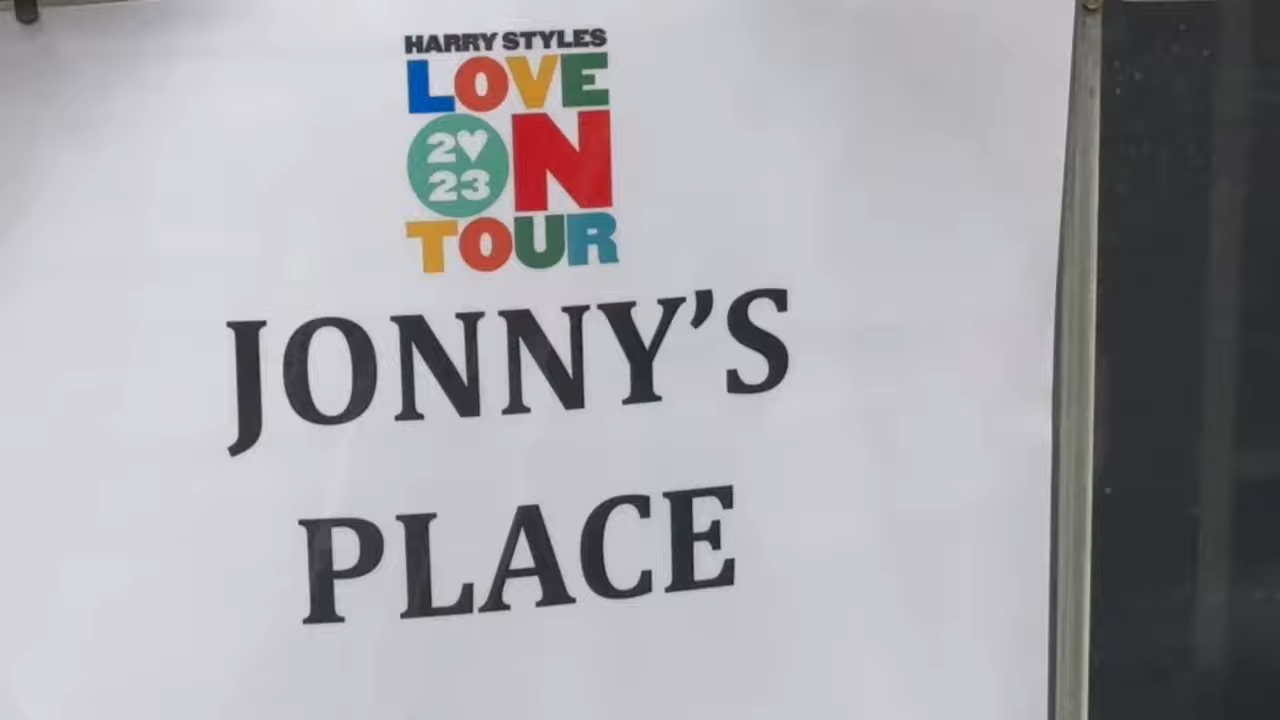 HARRY STYLES
LOVE
2♥ ON
23
TOUR
JONNY’S
PLACE